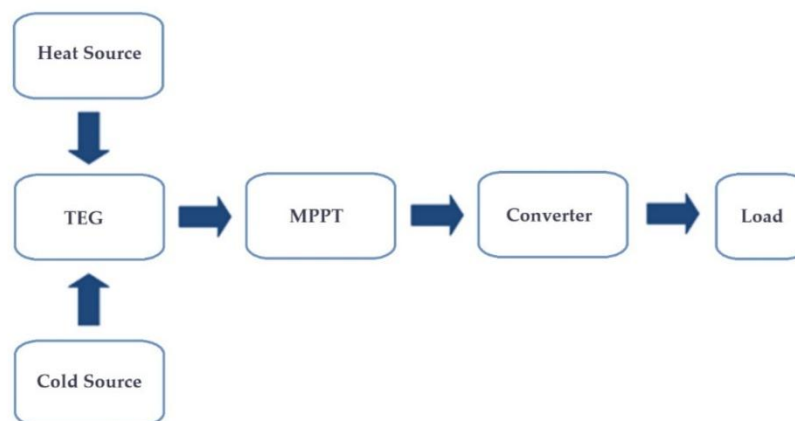 Heat Source
TEG
MPPT
Converter
Load
Cold Source